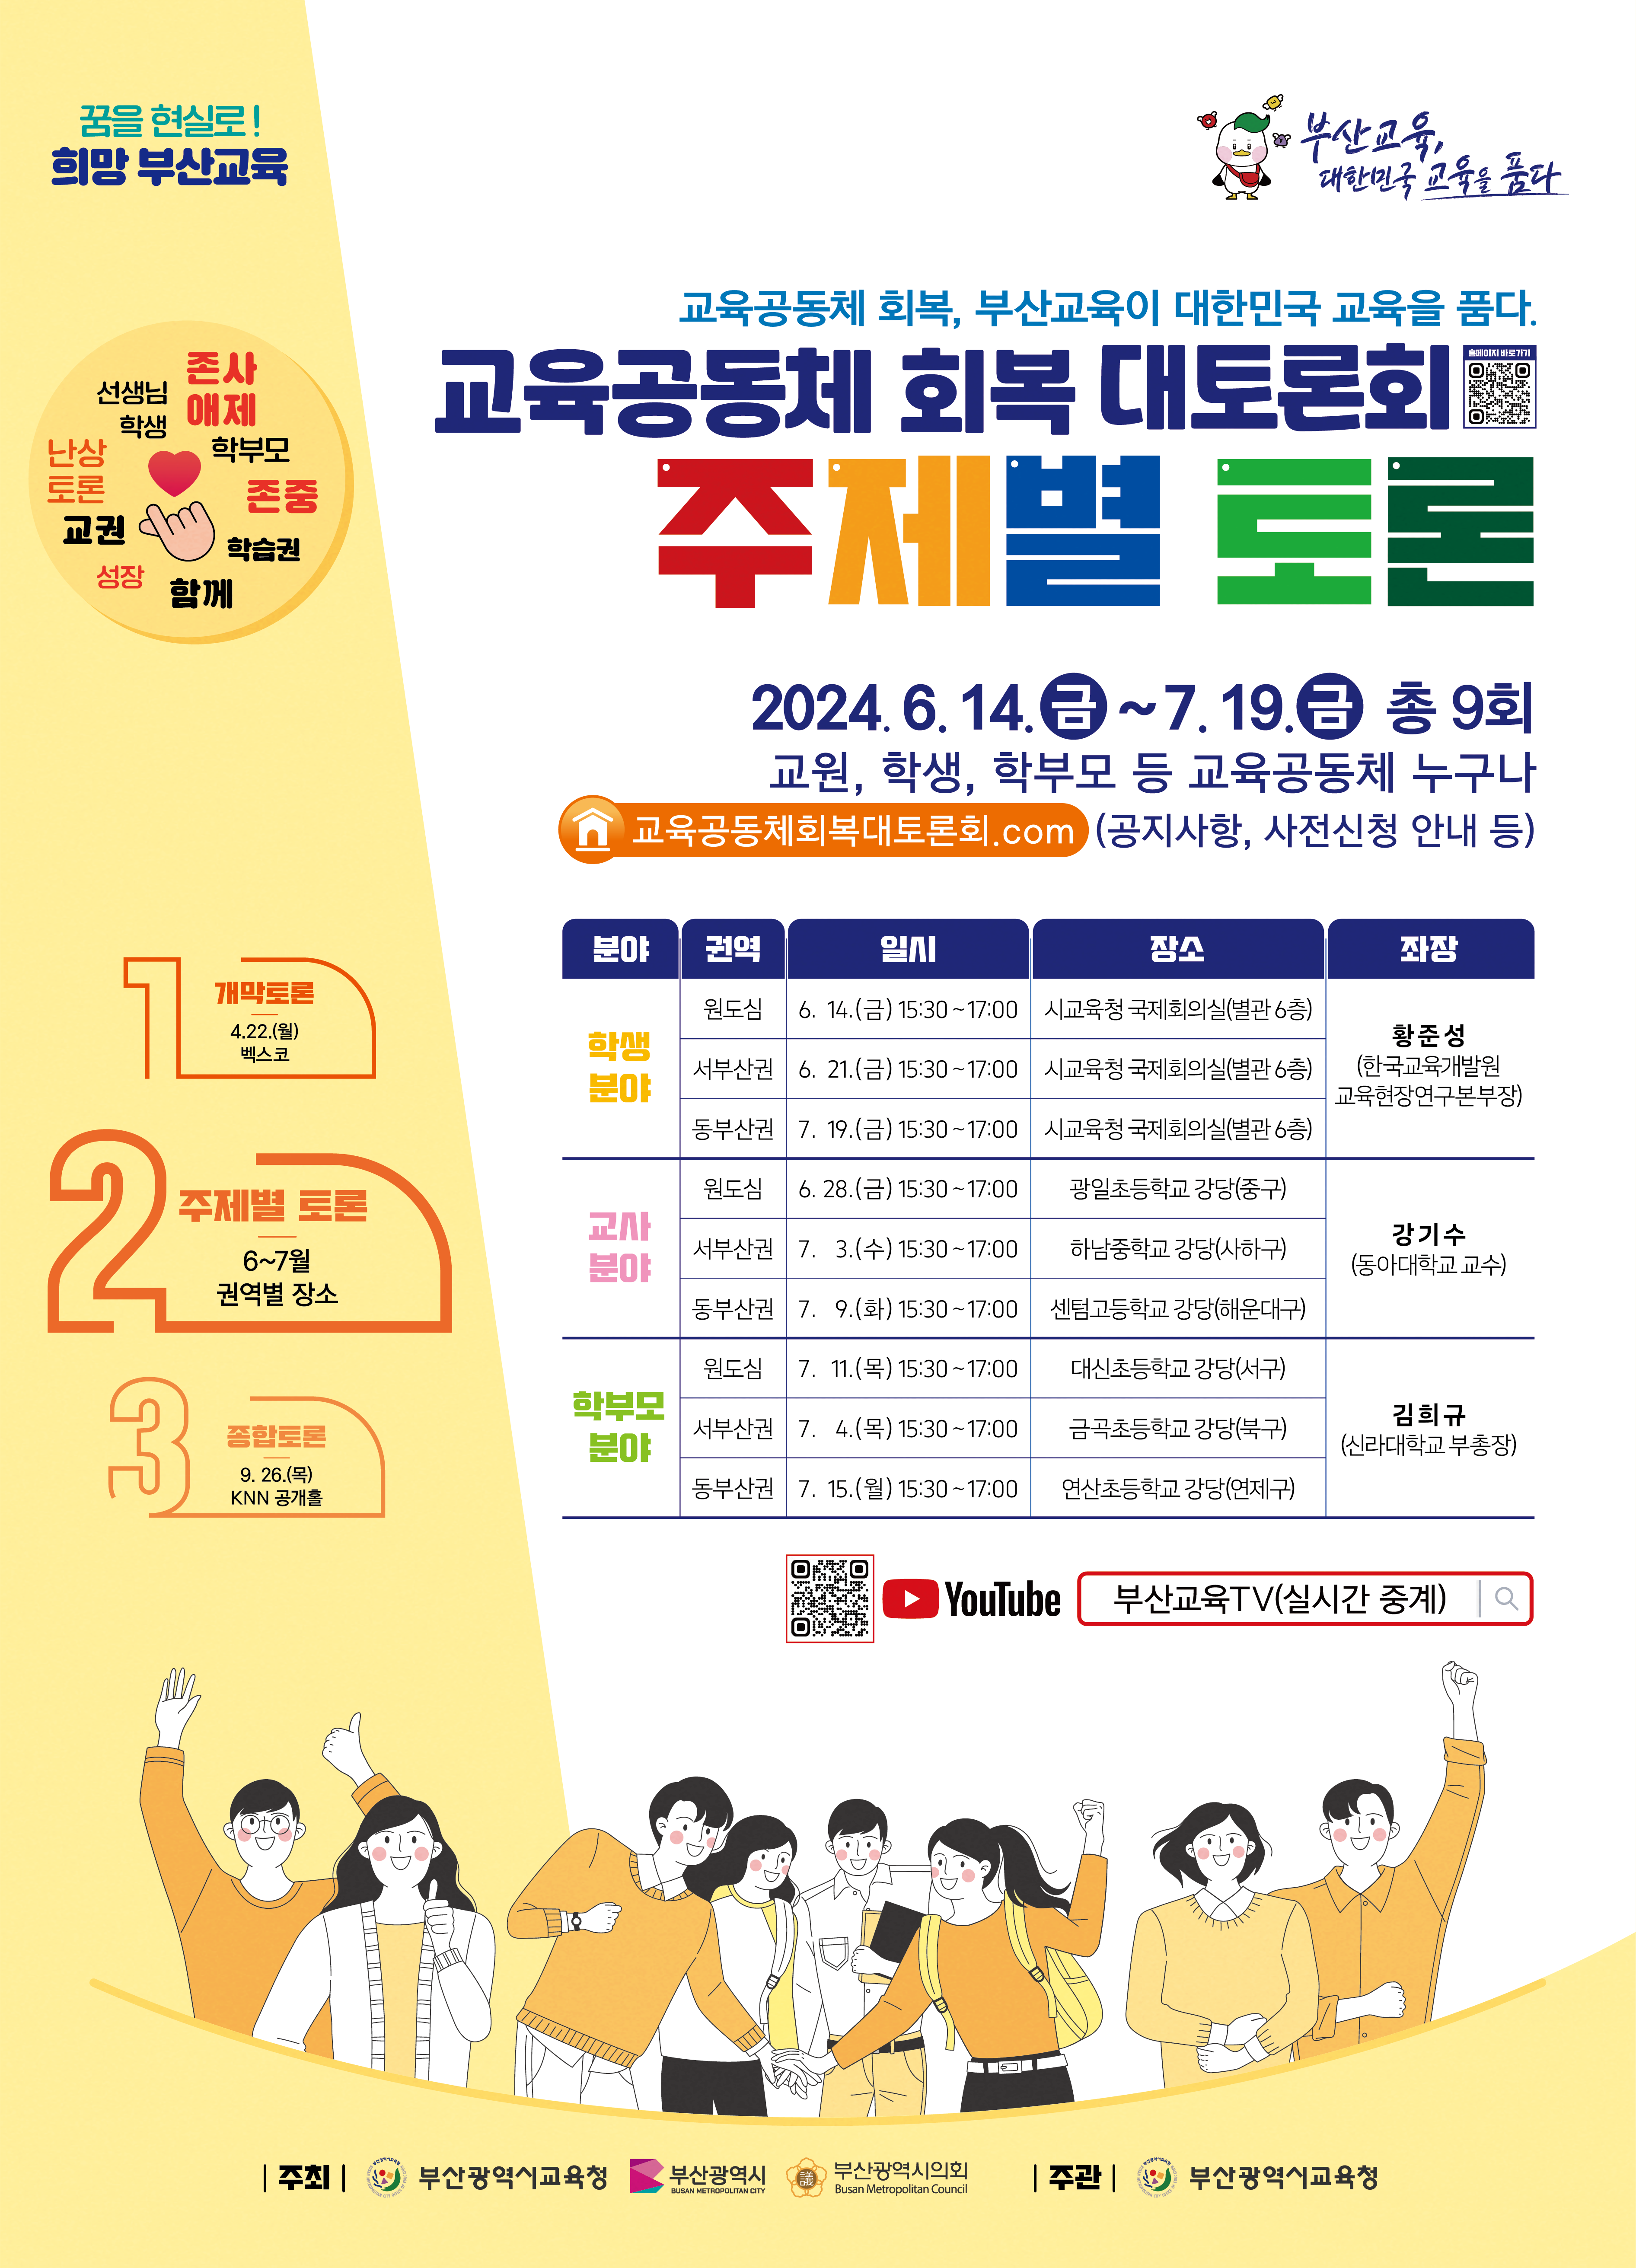 꿈을 현실로!
희망 부산교육
부산교육,
대한민국 교육을 품다
교육공동체 회복, 부산교육이 대한민국 교육을 품다.
교육공동체 회복 대토론회
홈페이지 바로가기
주제별 토론
존사
애제
선생님
학생
학부모
난상
토론
존중
교권
학습권
성장
함께
2024. 6. 14.금~7. 19.금 총 9회
교원, 학생, 학부모 등 교육공동체 누구나
교육공동체회복대토론회.com (공지사항, 사전신청 안내 등)
1 개막토론
4.22.(월)
벡스코
2 주제별 토론
6~7월
권역별 장소
3 종합토론
9. 26.(목)
KNN 공개홀
분야 권역 일시 장소 좌장
학생 분야
원도심 6. 14.(금) 15:30~17:00 시교육청 국제회의실(별관 6층)
서부산권 6. 21.(금) 15:30~17:00 시교육청 국제회의실(별관 6층)
동부산권 7. 19.(금) 15:30~17:00 시교육청 국제회의실(별관 6층)
황준성
(한국교육개발원
교육현장연구본부장)
교사 분야
원도심 6. 28.(금) 15:30~17:00 광일초등학교 강당(중구)
서부산권 7. 3.(수) 15:30~17:00 하남중학교 강당(사하구)
동부산권 7. 9.(화) 15:30~17:00 센텀고등학교 강당(해운대구)
강기수
(동아대학교 교수)
학부모 분야
원도심 7. 11.(목) 15:30~17:00 대신초등학교 강당(서구)
서부산권 7. 4.(목) 15:30~17:00 금곡초등학교 강당(북구)
동부산권 7. 15.(월) 15:30~17:00 연산초등학교 강당(연제구)
김희규
(신라대학교 부총장)
YouTube 부산교육TV(실시간 중계)
| 주최 | 부산광역시교육청 부산광역시 BUSAN METROPOLITAN CITY 議 부산광역시의회 Busan Metropolitan Council | 주관 | 부산광역시교육청